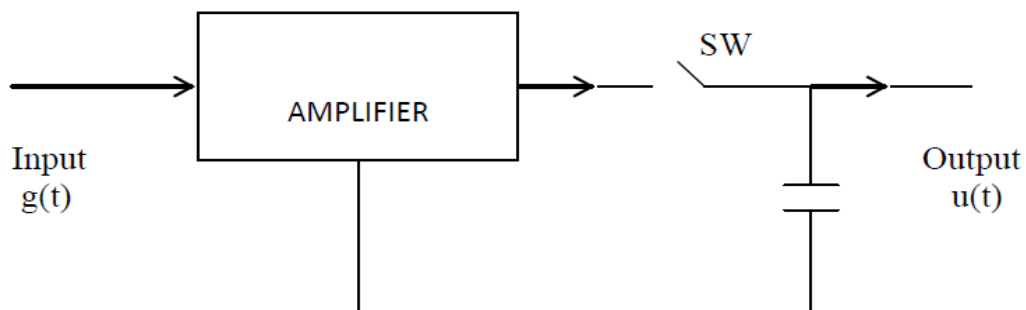 SW
AMPLIFIER
Input
g(t)
Output
u(t)